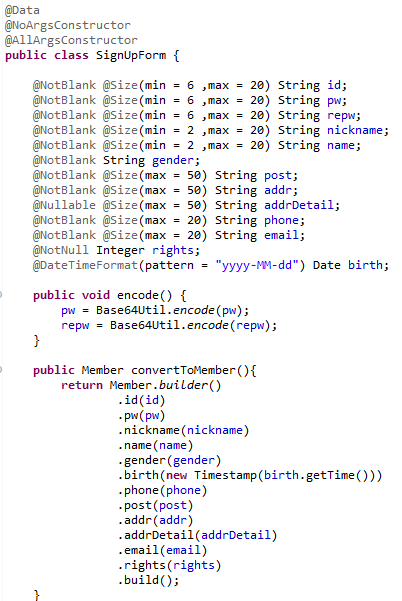 @Data
@NoArgsConstructor
@AllArgsConstructor
public class SignUpForm {
@NotBlank @Size(min = 6 ,max = 20) String id;
@NotBlank @Size(min = 6 ,max = 20) String pw;
@NotBlank @Size(min = 6 ,max = 20) String repw;
@NotBlank @Size(min = 2 ,max = 20) String nickname;
@NotBlank @Size(min = 2 ,max = 20) String name;
@NotBlank String gender;
@NotBlank @Size(max = 50) String post;
@NotBlank @Size(max = 50) String addr;
@Nullable @Size(max = 50) String addrDetail;
@NotBlank @Size(max = 20) String phone;
@NotBlank @Size(max = 20) String email;
@NotNull Integer rights;
@DateTimeFormat(pattern = "yyyy-MM-dd") Date birth;
public void encode() {
pw = Base64Util.encode(pw);
repw = Base64Util.encode(repw);
}
public Member convertToMember(){
return Member.builder()
.id(id)
.pw(pw)
.nickname(nickname)
.name(name)
.gender(gender)
.birth(new Timestamp(birth.getTime()))
.phone(phone)
.post(post)
.addr(addr)
.addrDetail(addrDetail)
.email(email)
.rights(rights)
.build();
}